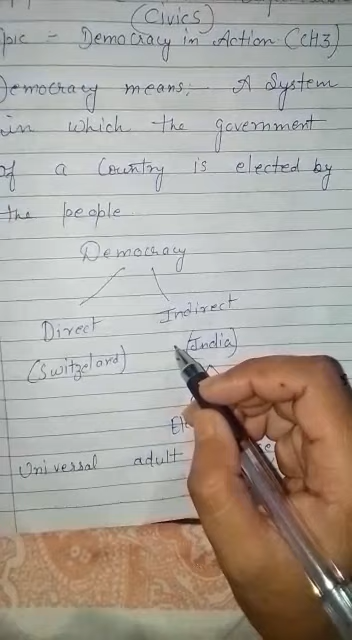 (Civics)
pic = Democracy in Action (CH3)
Democracy means:- A System
in which the government
of a Country is elected by
the people
Democracy
Direct Indirect
(Switzelard) (India)
Universal adult